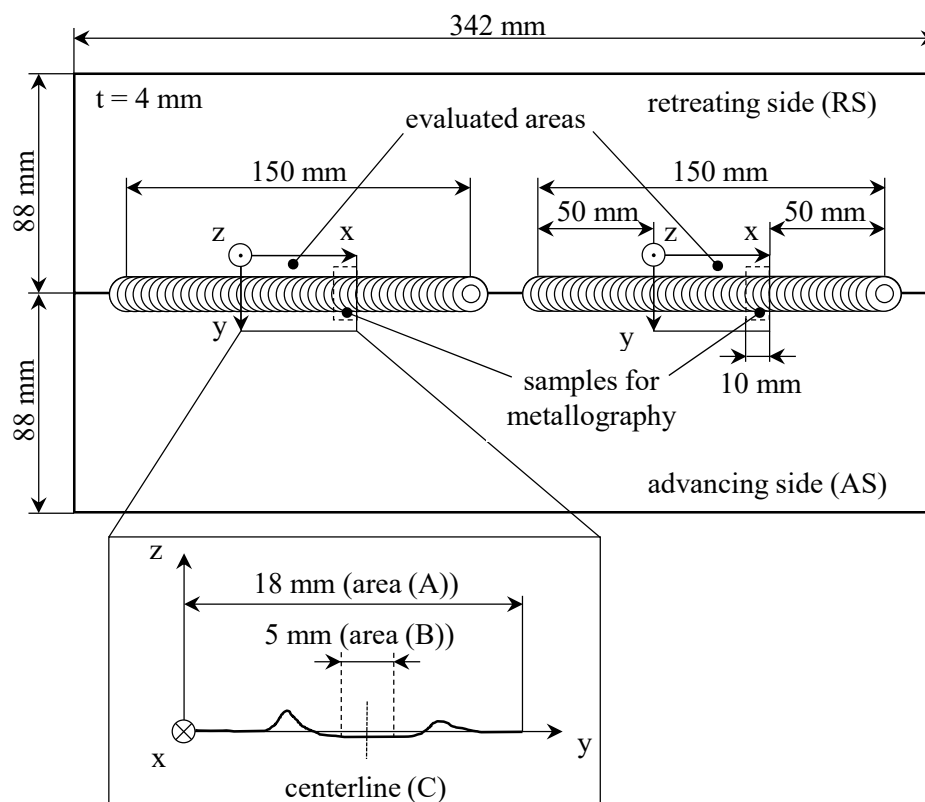 342 mm
t = 4 mm
retreating side (RS)
evaluated areas
88 mm
150 mm
150 mm
50 mm
50 mm
z
x
z
x
y
y
88 mm
samples for
metallography
10 mm
advancing side (AS)
z
18 mm (area (A))
5 mm (area (B))
x
y
centerline (C)